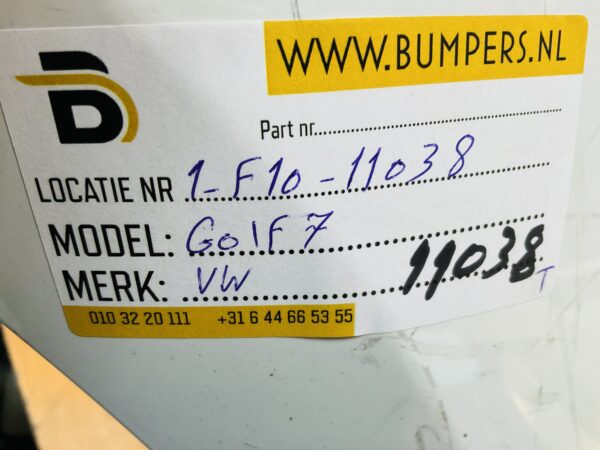 WWW.BUMPERS.NL
B
Part nr.
LOCATIE NR 1-F10-11038
MODEL: Golf 7
MERK: VW 11038 T
010 32 20 111 +31 6 44 66 53 55